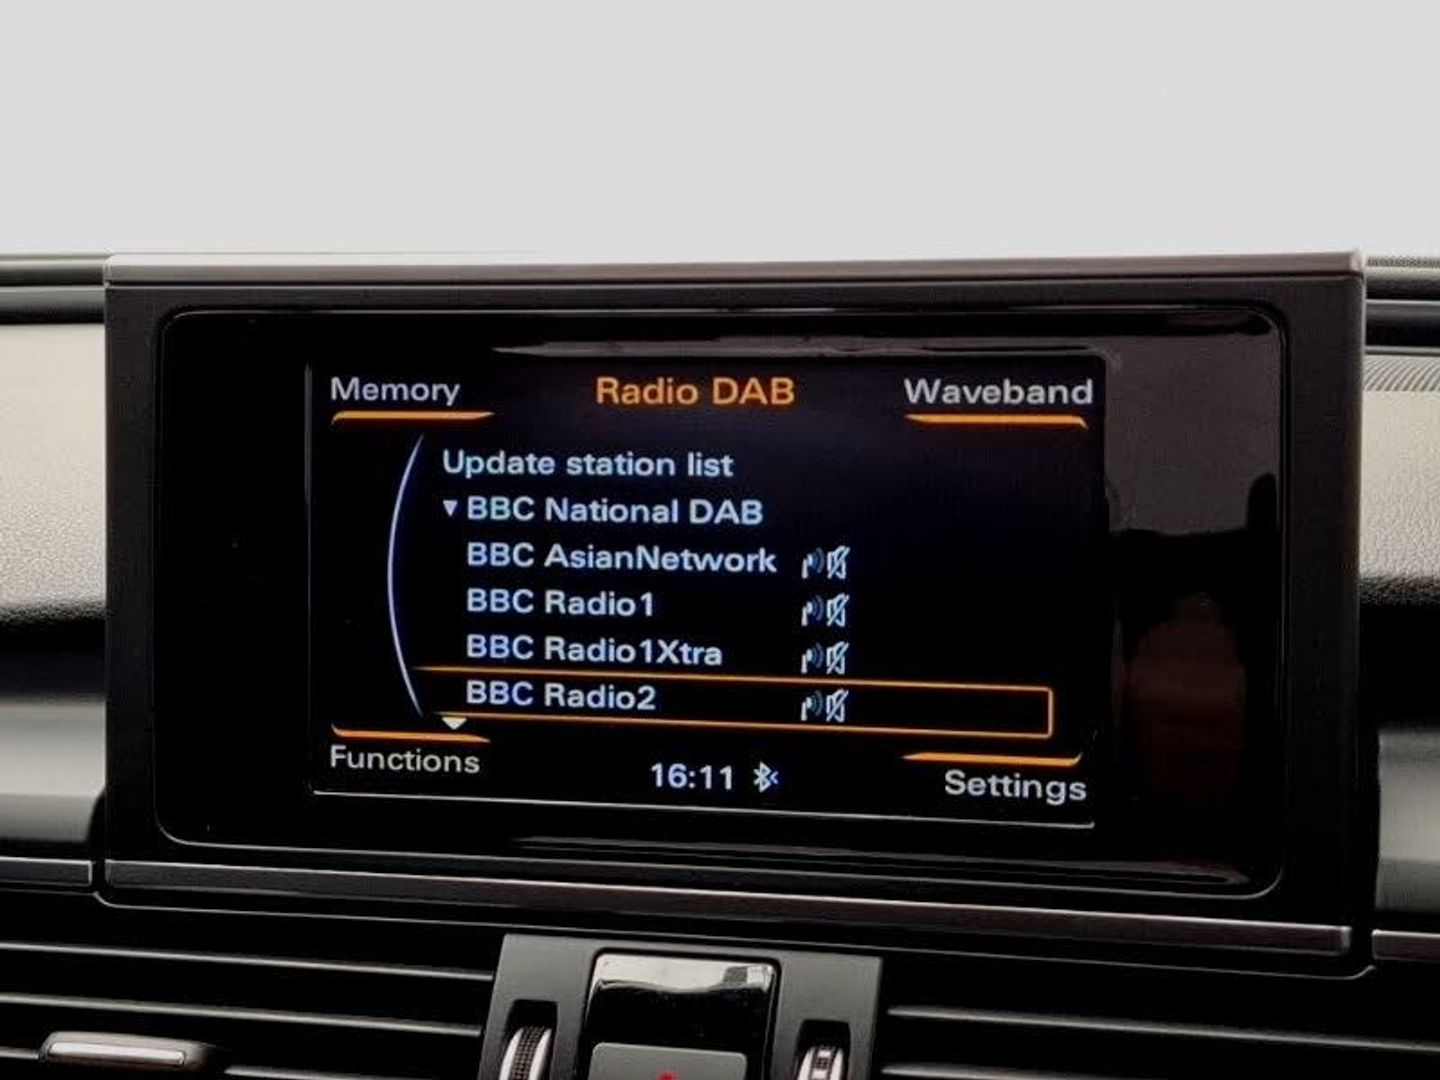 Memory Radio DAB Waveband
Update station list
▼ BBC National DAB
BBC AsianNetwork
BBC Radio1
BBC Radio1Xtra
BBC Radio2
Functions 16:11 Settings